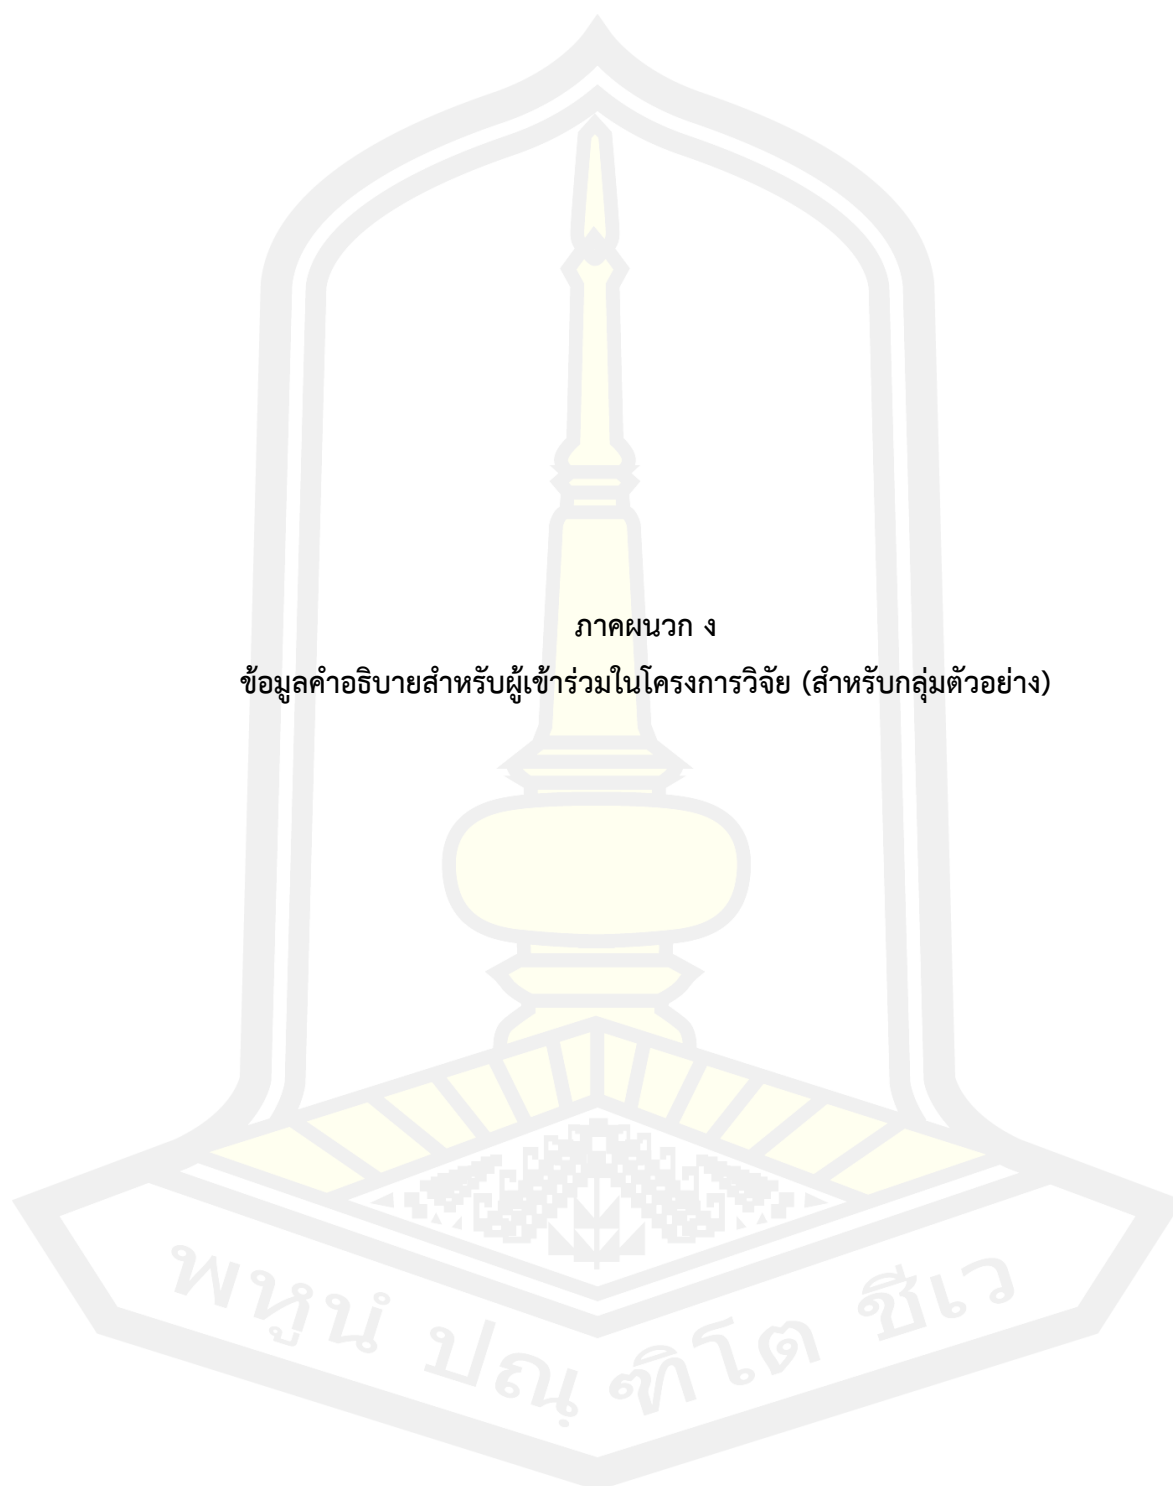 ภาคผนวก ง
ข้อมูลคำอธิบายสำหรับผู้เข้าร่วมในโครงการวิจัย (สำหรับกลุ่มตัวอย่าง)
พหูนํ ปณฺฑิโต ชีเว